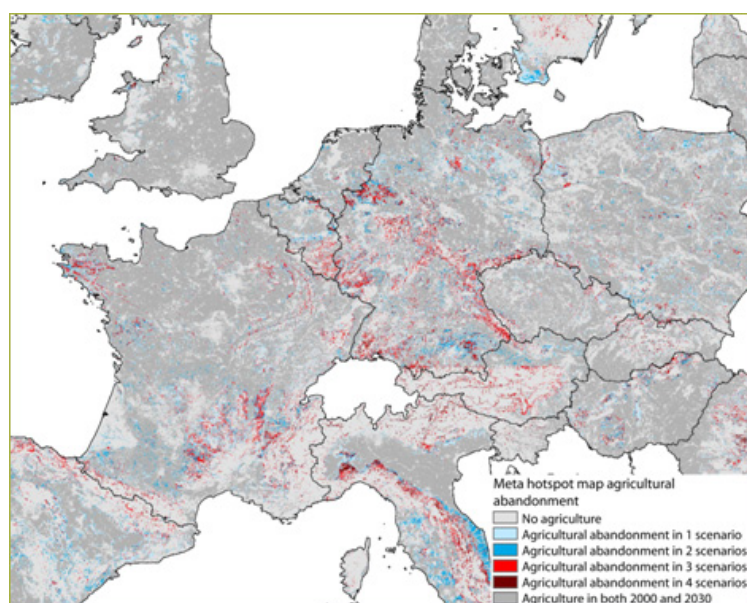 Meta hotspot map agricultural
abandonment
No agriculture
Agricultural abandonment in 1 scenario
Agricultural abandonment in 2 scenarios
Agricultural abandonment in 3 scenarios
Agricultural abandonment in 4 scenarios
Agriculture in both 2000 and 2030